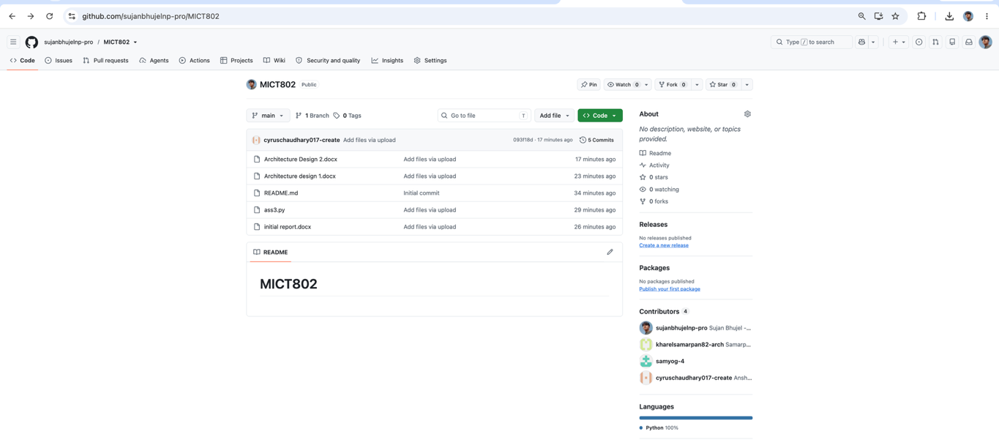 github.com/sujanbhujelnp-pro/MICT802
sujanbhujelnp-pro / MICT802
Type / to search
Code Issues Pull requests Agents Actions Projects Wiki Security and quality Insights Settings
MICT802 Public
Pin Watch 0 Fork 0 Star 0
main 1 Branch 0 Tags Go to file T Add file Code
cyruschaudhary017-create Add files via upload 093f18d · 17 minutes ago 5 Commits
Architecture Design 2.docx Add files via upload 17 minutes ago
Architecture design 1.docx Add files via upload 23 minutes ago
README.md Initial commit 34 minutes ago
ass3.py Add files via upload 29 minutes ago
initial report.docx Add files via upload 26 minutes ago
README
MICT802
About
No description, website, or topics
provided.
Readme
Activity
0 stars
0 watching
0 forks
Releases
No releases published
Create a new release
Packages
No packages published
Publish your first package
Contributors 4
sujanbhujelnp-pro Sujan Bhujel -...
kharelsamarpan82-arch Samarp...
samyog-4
cyruschaudhary017-create Ansh...
Languages
Python 100%